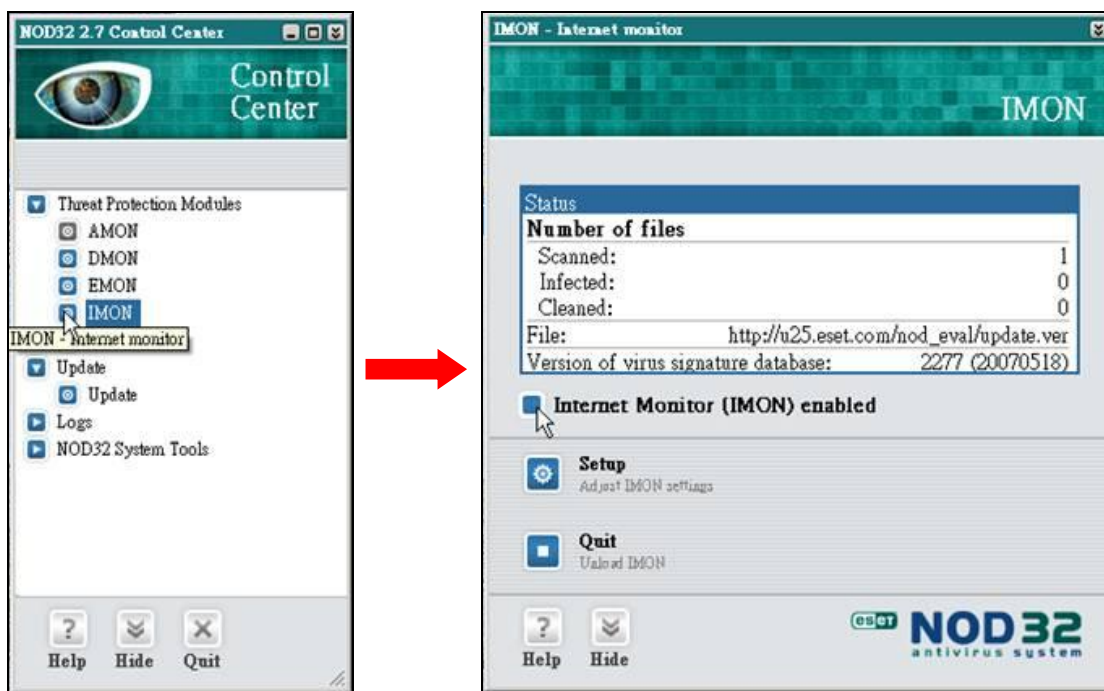 NOD32 2.7 Control Center
Control
Center
Threat Protection Modules
AMON
DMON
EMON
IMON
IMON - Internet monitor
Update
Update
Logs
NOD32 System Tools
Help Hide Quit
IMON - Internet monitor
IMON
Status
Number of files
Scanned: 1
Infected: 0
Cleaned: 0
File: http://u25.eset.com/nod_eval/update.ver
Version of virus signature database: 2277 (20070518)
Internet Monitor (IMON) enabled
Setup
Adjust IMON settings
Quit
Unload IMON
Help Hide
eseT NOD32
antivirus system